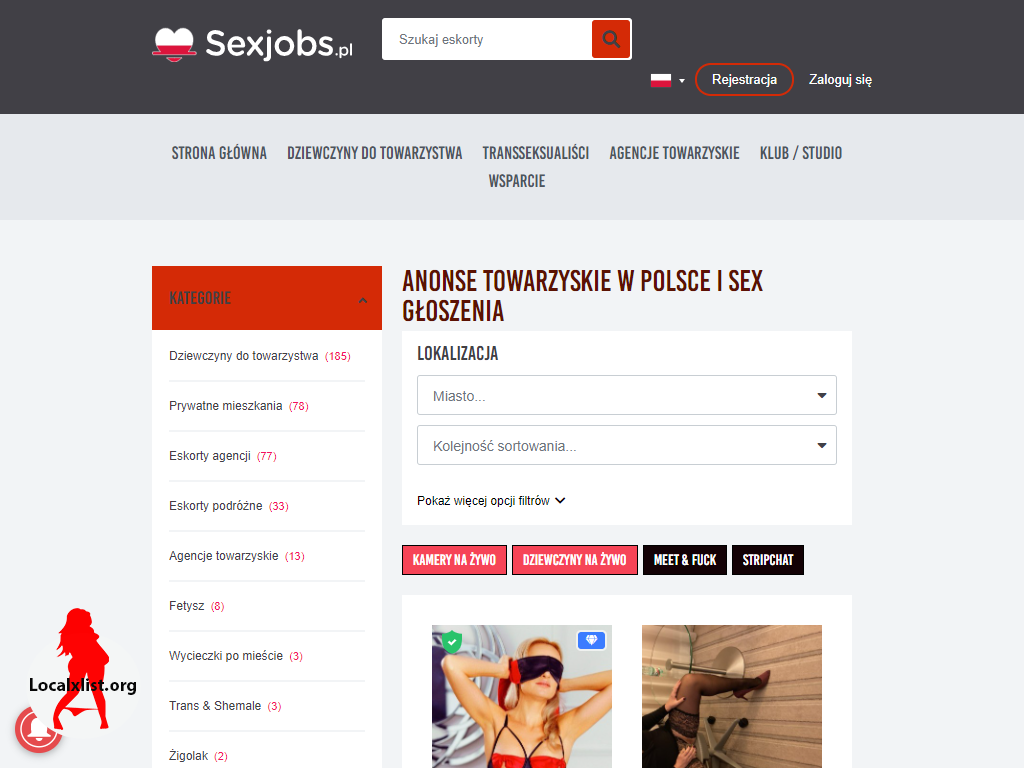 Sexjobs.pl
Szukaj eskorty
Rejestracja
Zaloguj się
STRONA GŁÓWNA
DZIEWCZYNY DO TOWARZYSTWA
TRANSSEKSUALIŚCI
AGENCJE TOWARZYSKIE
KLUB / STUDIO
WSPARCIE
KATEGORIE
Dziewczyny do towarzystwa (185)
Prywatne mieszkania (78)
Eskorty agencji (77)
Eskorty podróżne (33)
Agencje towarzyskie (13)
Fetysz (8)
Wycieczki po mieście (3)
Trans & Shemale (3)
Żigolak (2)
ANONSE TOWARZYSKIE W POLSCE I SEX
GŁOSZENIA
LOKALIZACJA
Miasto...
Kolejność sortowania...
Pokaż więcej opcji filtrów
KAMERY NA ŻYWO
DZIEWCZYNY NA ŻYWO
MEET & FUCK
STRIPCHAT
Localxlist.org